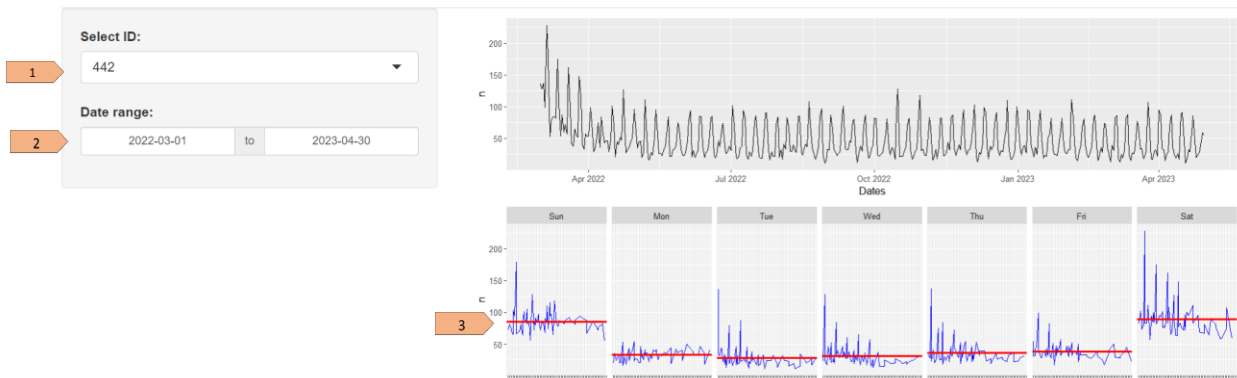 Select ID:
1
442
Date range:
2
2022-03-01 to 2023-04-30
200
150
100
50
n
Apr 2022 Jul 2022 Oct 2022 Jan 2023 Apr 2023
Dates
Sun Mon Tue Wed Thu Fri Sat
200
150
100
50
n
3